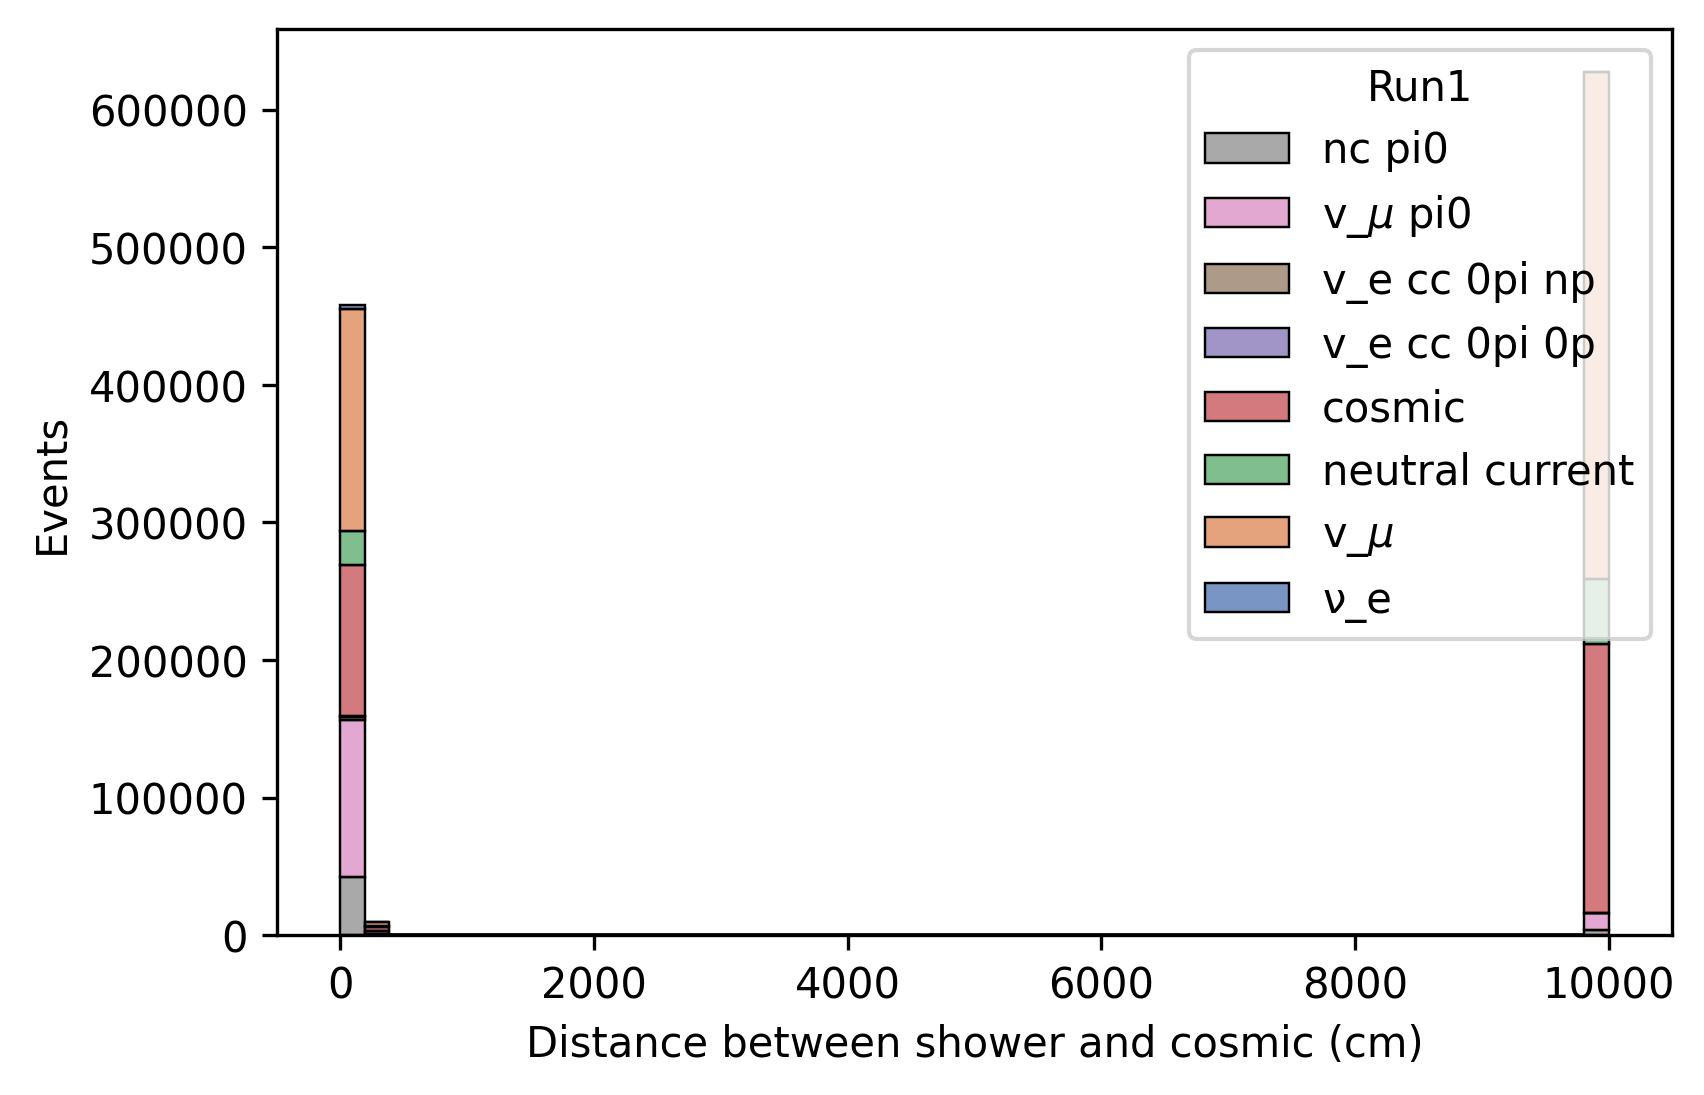 600000
500000
400000
300000
200000
100000
0
Events
0 2000 4000 6000 8000 10000
Distance between shower and cosmic (cm)
Run1
nc pi0
v_μ pi0
v_e cc 0pi np
v_e cc 0pi 0p
cosmic
neutral current
v_μ
ν_e